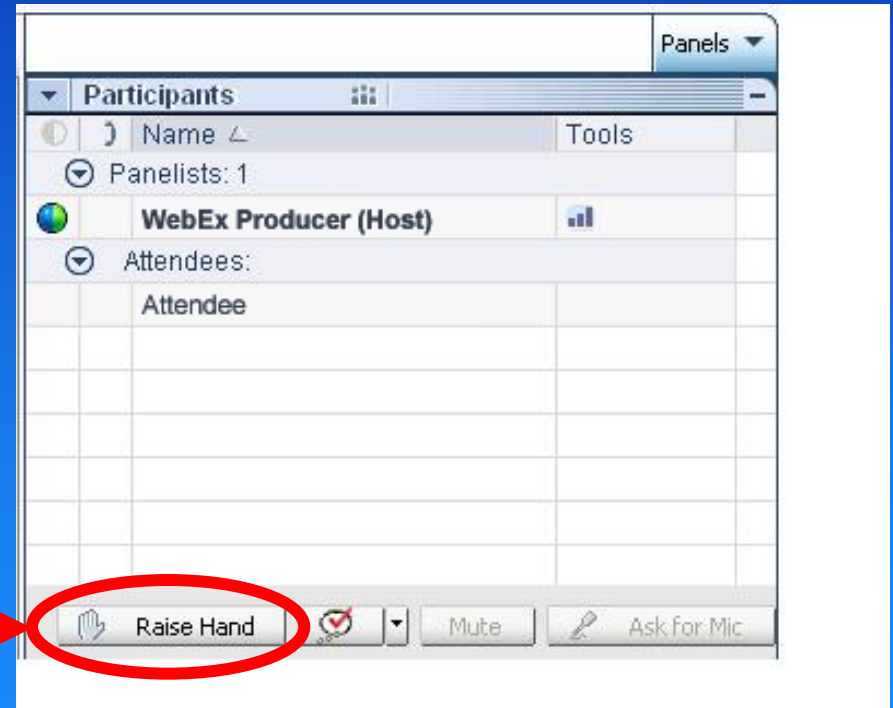 Panels
Participants
Name Tools
Panelists: 1
WebEx Producer (Host)
Attendees:
Attendee
Raise Hand Mute Ask for Mic